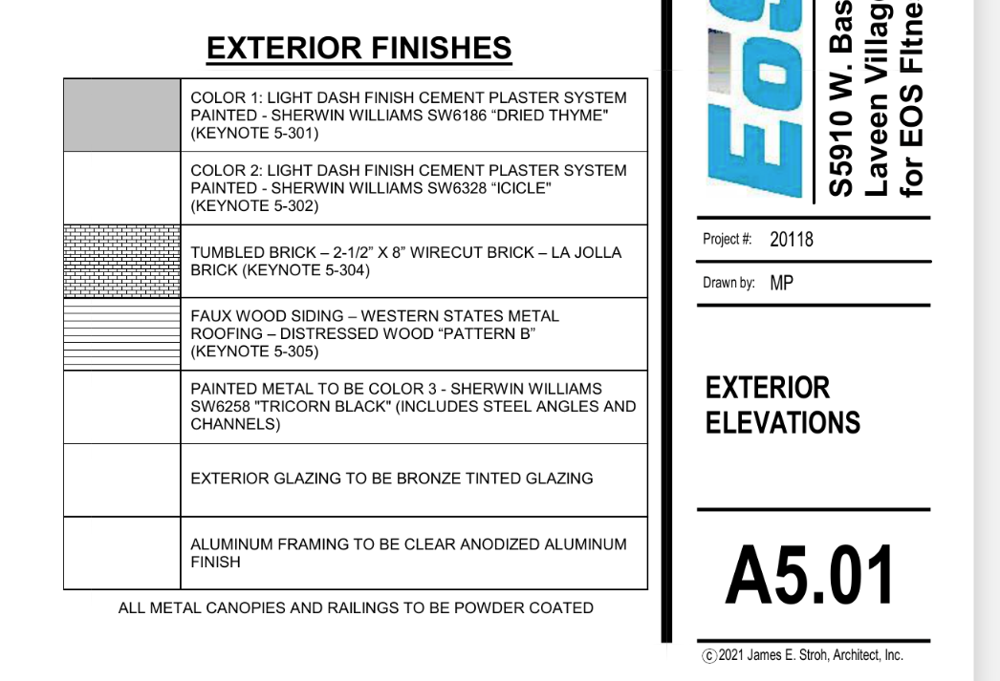 EXTERIOR FINISHES
COLOR 1: LIGHT DASH FINISH CEMENT PLASTER SYSTEM
PAINTED - SHERWIN WILLIAMS SW6186 “DRIED THYME"
(KEYNOTE 5-301)
COLOR 2: LIGHT DASH FINISH CEMENT PLASTER SYSTEM
PAINTED - SHERWIN WILLIAMS SW6328 “ICICLE"
(KEYNOTE 5-302)
TUMBLED BRICK – 2-1/2” X 8” WIRECUT BRICK – LA JOLLA
BRICK (KEYNOTE 5-304)
FAUX WOOD SIDING – WESTERN STATES METAL
ROOFING – DISTRESSED WOOD “PATTERN B”
(KEYNOTE 5-305)
PAINTED METAL TO BE COLOR 3 - SHERWIN WILLIAMS
SW6258 "TRICORN BLACK" (INCLUDES STEEL ANGLES AND
CHANNELS)
EXTERIOR GLAZING TO BE BRONZE TINTED GLAZING
ALUMINUM FRAMING TO BE CLEAR ANODIZED ALUMINUM
FINISH
ALL METAL CANOPIES AND RAILINGS TO BE POWDER COATED
EOS
S5910 W. Bas
Laveen Villag
for EOS FItne
Project #: 20118
Drawn by: MP
EXTERIOR
ELEVATIONS
A5.01
©2021 James E. Stroh, Architect, Inc.